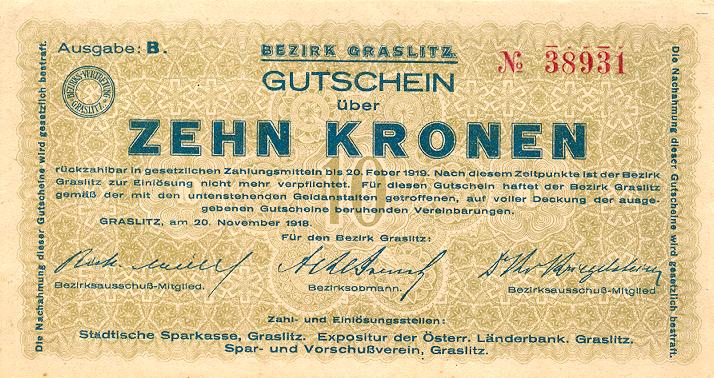 Ausgabe: B.
BEZIRK GRASLITZ
№ 38931
BEZIRKS-VERTRETUNG GRASLITZ
GUTSCHEIN
über
ZEHN KRONEN
10
rückzahlbar in gesetzlichen Zahlungsmitteln bis 20. Feber 1919. Nach diesem Zeitpunkte ist der Bezirk
Graslitz zur Einlösung nicht mehr verpflichtet. Für diesen Gutschein haftet der Bezirk Graslitz
gemäß der mit den untenstehenden Geldanstalten getroffenen, auf voller Deckung der ausge-
gebenen Gutscheine beruhenden Vereinbarungen.
GRASLITZ, am 20. November 1918.
Für den Bezirk Graslitz:
Bezirksausschuß-Mitglied.
Bezirksobmann.
Bezirksausschuß-Mitglied.
Zahl- und Einlösungsstellen:
Städtische Sparkasse, Graslitz. Expositur der Österr. Länderbank. Graslitz.
Spar- und Vorschußverein, Graslitz.
Die Nachahmung dieser Gutscheine wird gesetzlich bestraft.
Die Nachahmung dieser Gutscheine wird gesetzlich bestraft.